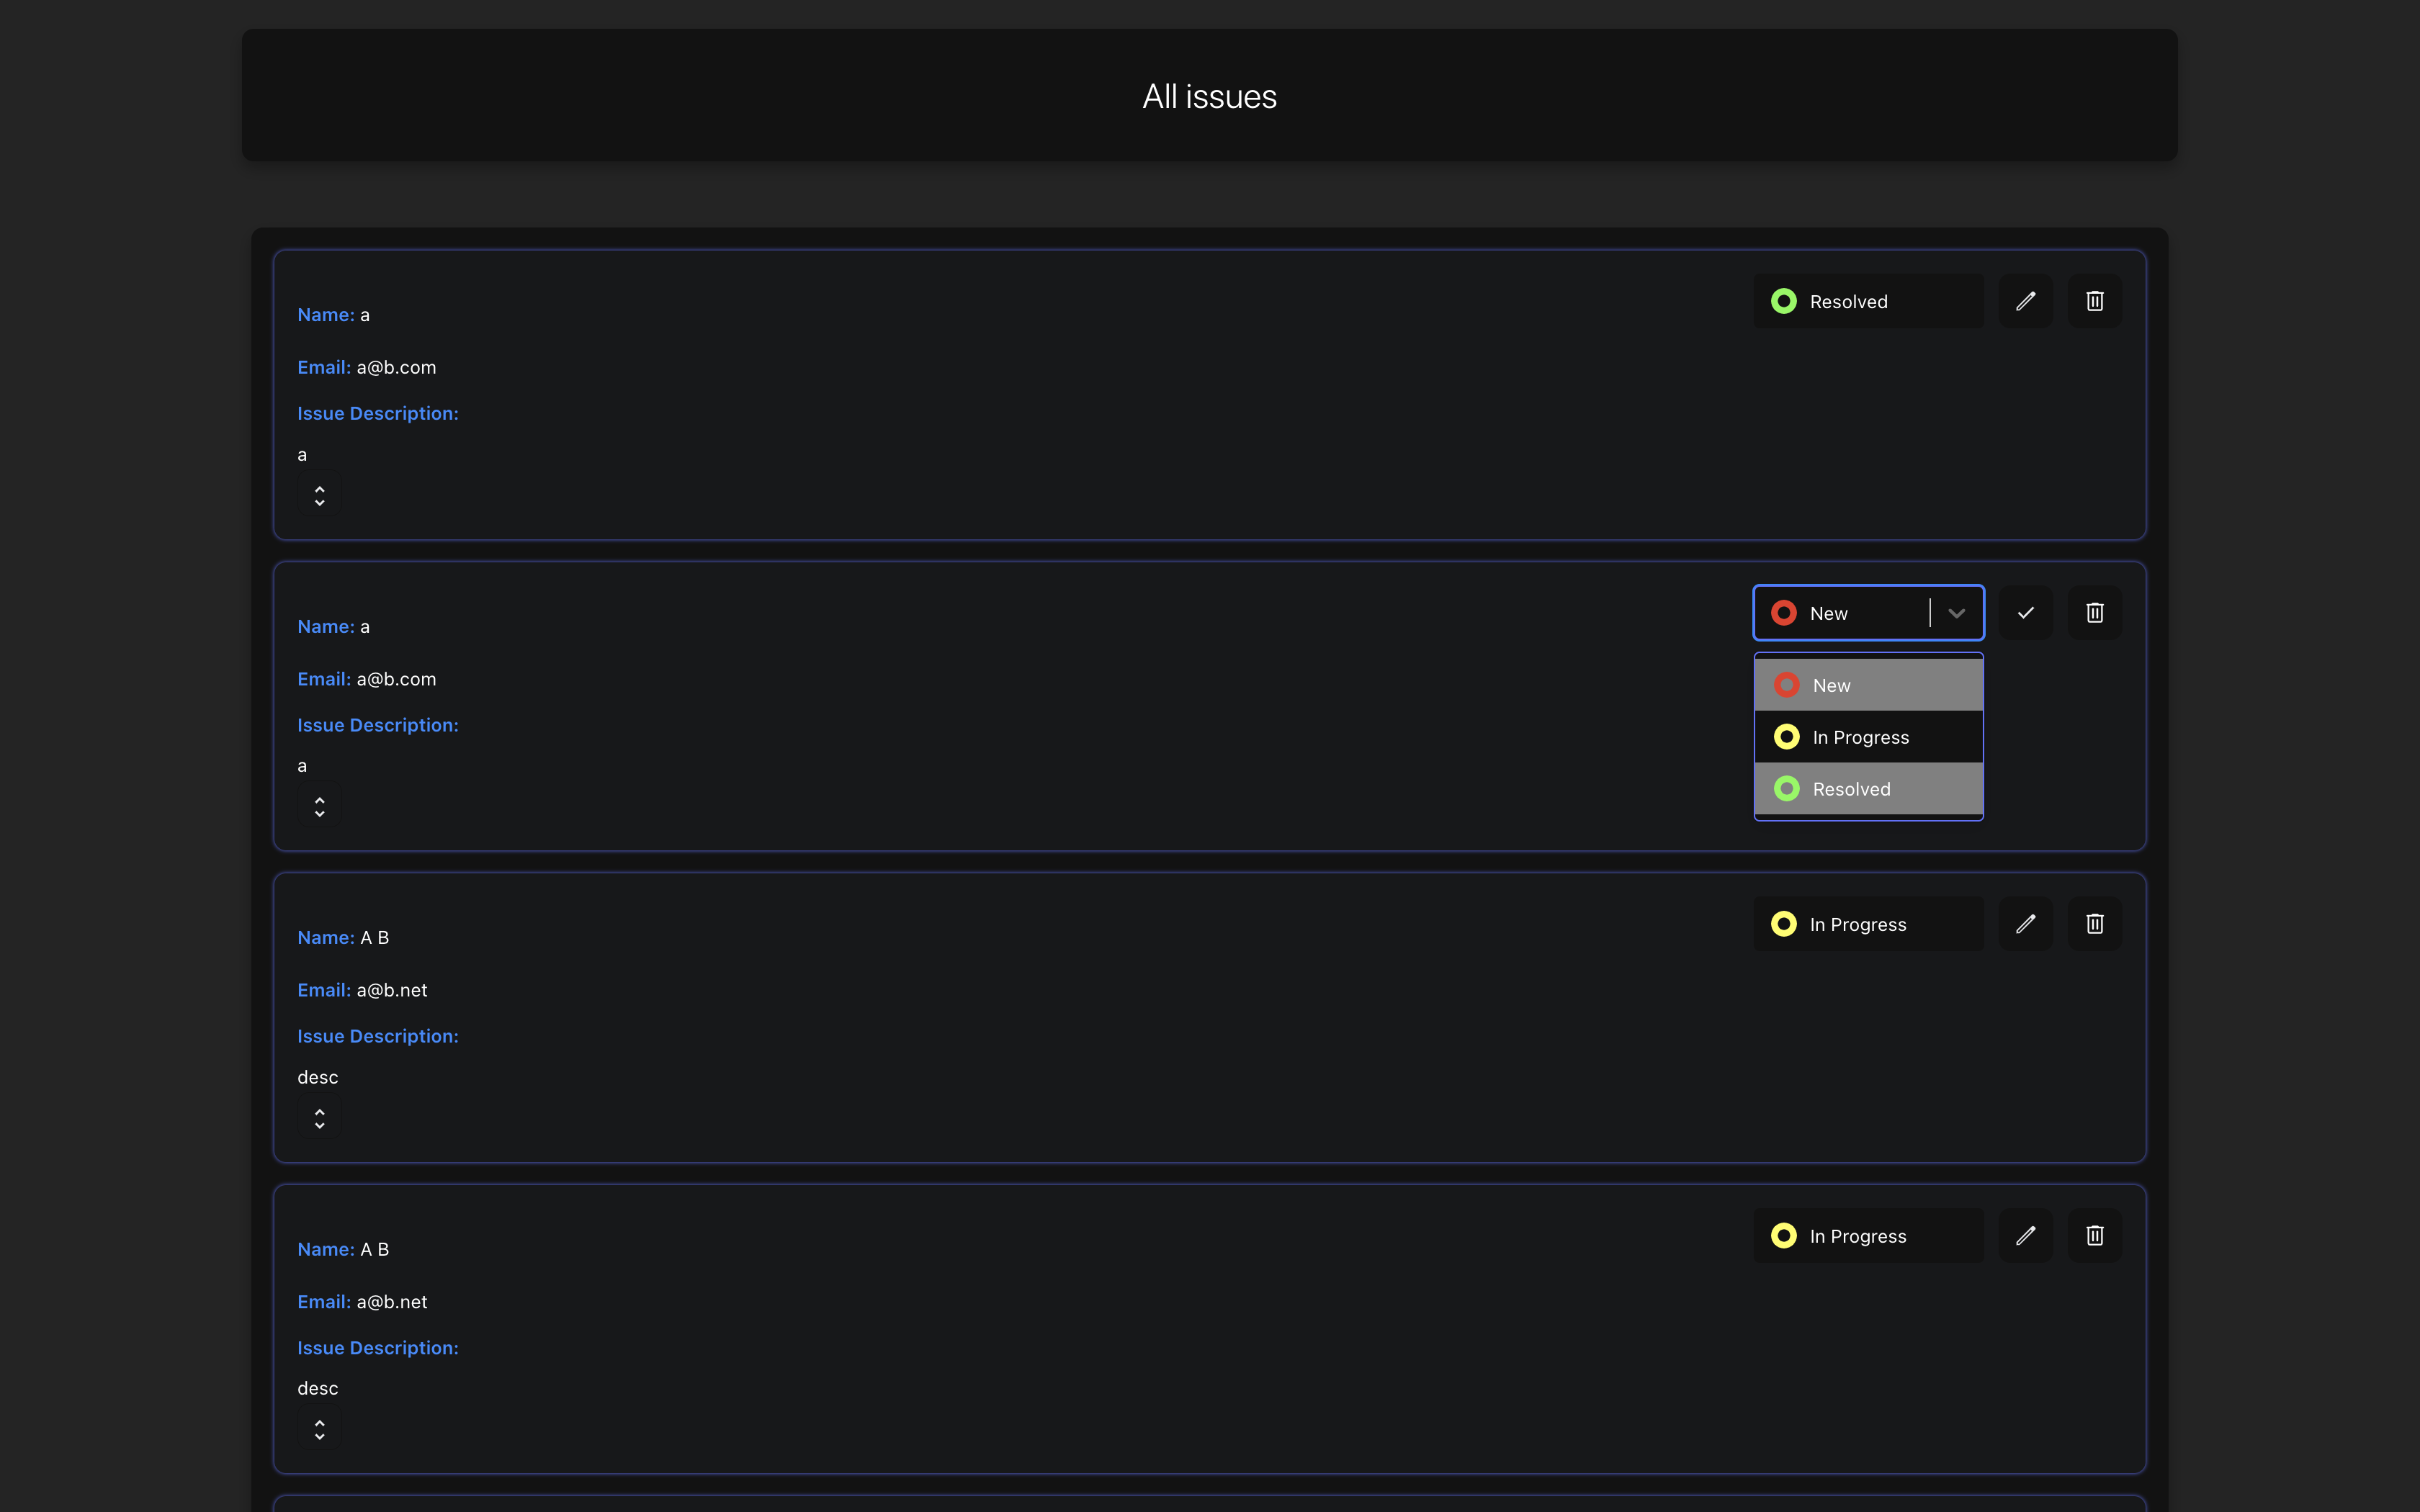 All issues
Resolved
Name: a
Email: a@b.com
Issue Description:
a
New
Name: a
New
Email: a@b.com
Issue Description:
In Progress
a
Resolved
In Progress
Name: A B
Email: a@b.net
Issue Description:
desc
In Progress
Name: A B
Email: a@b.net
Issue Description:
desc